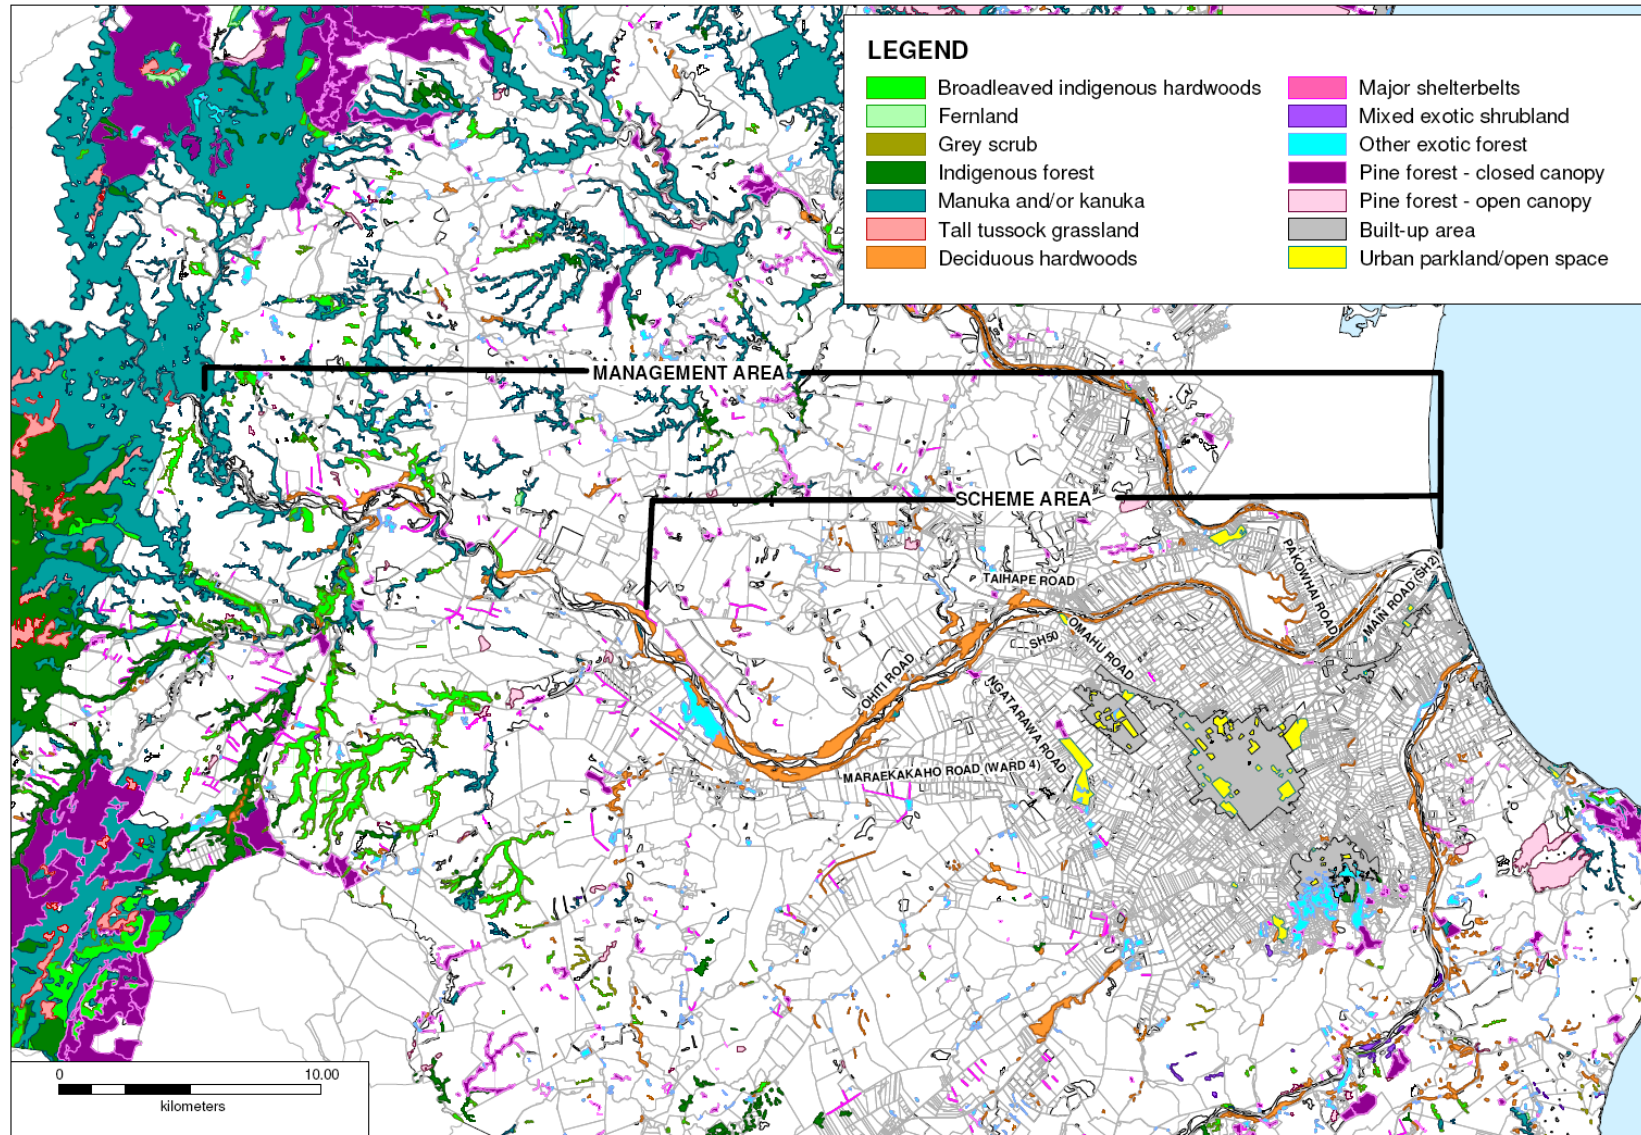 LEGEND
Broadleaved indigenous hardwoods
Fernland
Grey scrub
Indigenous forest
Manuka and/or kanuka
Tall tussock grassland
Deciduous hardwoods
Major shelterbelts
Mixed exotic shrubland
Other exotic forest
Pine forest - closed canopy
Pine forest - open canopy
Built-up area
Urban parkland/open space
MANAGEMENT AREA
SCHEME AREA
TAIHAPE ROAD
PAKOWHAI ROAD
MAIN ROAD (SH2)
OMAHU ROAD
SH50
OHITI ROAD
NGATARAWA ROAD
MARAEKAKAHO ROAD (WARD 4)
0 10.00
kilometers